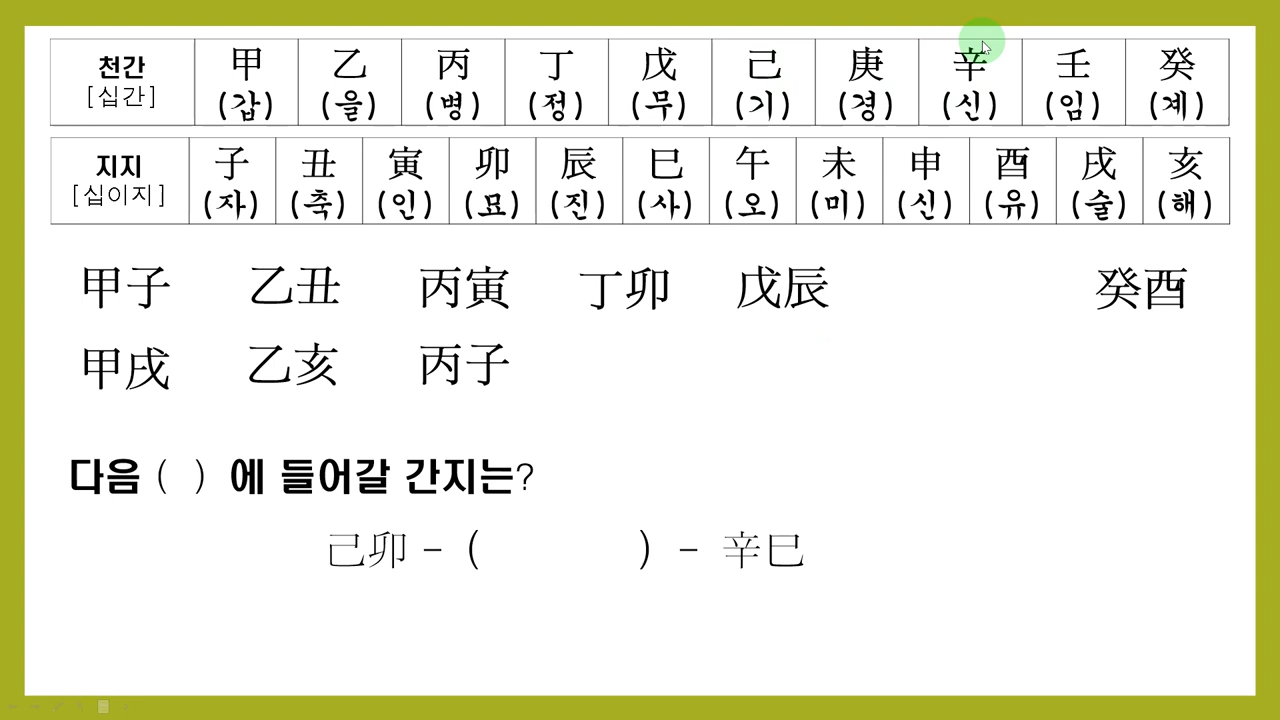 천간 甲 乙 丙 丁 戊 己 庚 辛 壬 癸
[십간] (갑) (을) (병) (정) (무) (기) (경) (신) (임) (계)
지지 子 丑 寅 卯 辰 巳 午 未 申 酉 戌 亥
[십이지] (자) (축) (인) (묘) (진) (사) (오) (미) (신) (유) (술) (해)
甲子 乙丑 丙寅 丁卯 戊辰 癸酉
甲戌 乙亥 丙子
다음 ( ) 에 들어갈 간지는?
己卯 - ( ) - 辛巳